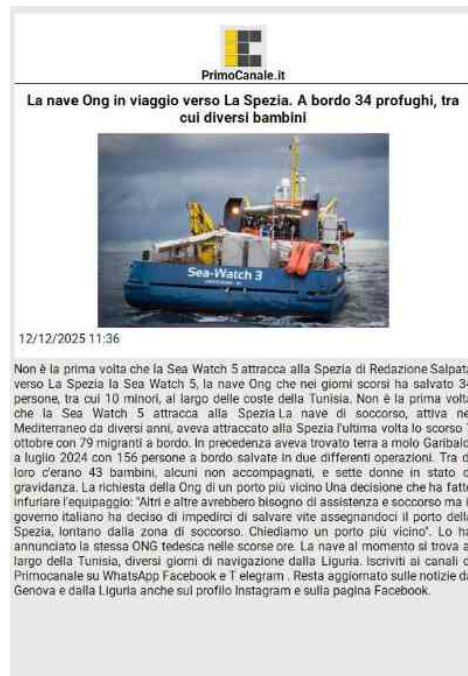 PrimoCanale.it
La nave Ong in viaggio verso La Spezia. A bordo 34 profughi, tra
cui diversi bambini
Sea-Watch 3
12/12/2025 11:36
Non è la prima volta che la Sea Watch 5 attracca alla Spezia di Redazione Salpata
verso La Spezia la Sea Watch 5, la nave Ong che nei giorni scorsi ha salvato 34
persone, tra cui 10 minori, al largo delle coste della Tunisia. Non è la prima volta
che la Sea Watch 5 attracca alla Spezia La nave di soccorso, attiva ne
Mediterraneo da diversi anni, aveva attraccato alla Spezia l'ultima volta lo scorso
ottobre con 79 migranti a bordo. In precedenza aveva trovato terra a molo Garibald
a luglio 2024 con 156 persone a bordo salvate in due differenti operazioni. Tra d
loro c'erano 43 bambini, alcuni non accompagnati, e sette donne in stato d
gravidanza. La richiesta della Ong di un porto più vicino Una decisione che ha fatto
infuriare l'equipaggio: "Altri e altre avrebbero bisogno di assistenza e soccorso ma i
governo italiano ha deciso di impedirci di salvare vite assegnandoci il porto della
Spezia, lontano dalla zona di soccorso. Chiediamo un porto più vicino". Lo ha
annunciato la stessa ONG tedesca nelle scorse ore. La nave al momento si trova a
largo della Tunisia, diversi giorni di navigazione dalla Liguria. Iscriviti ai canali d
Primocanale su WhatsApp Facebook e T elegram . Resta aggiornato sulle notizie da
Genova e dalla Liguria anche sul profilo Instagram e sulla pagina Facebook.